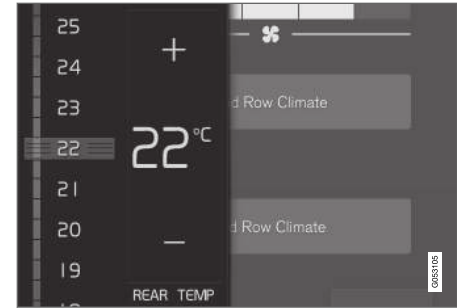 25
24
23
22
21
20
19
+
22°C
−
REAR TEMP
d Row Climate
d Row Climate
G053105